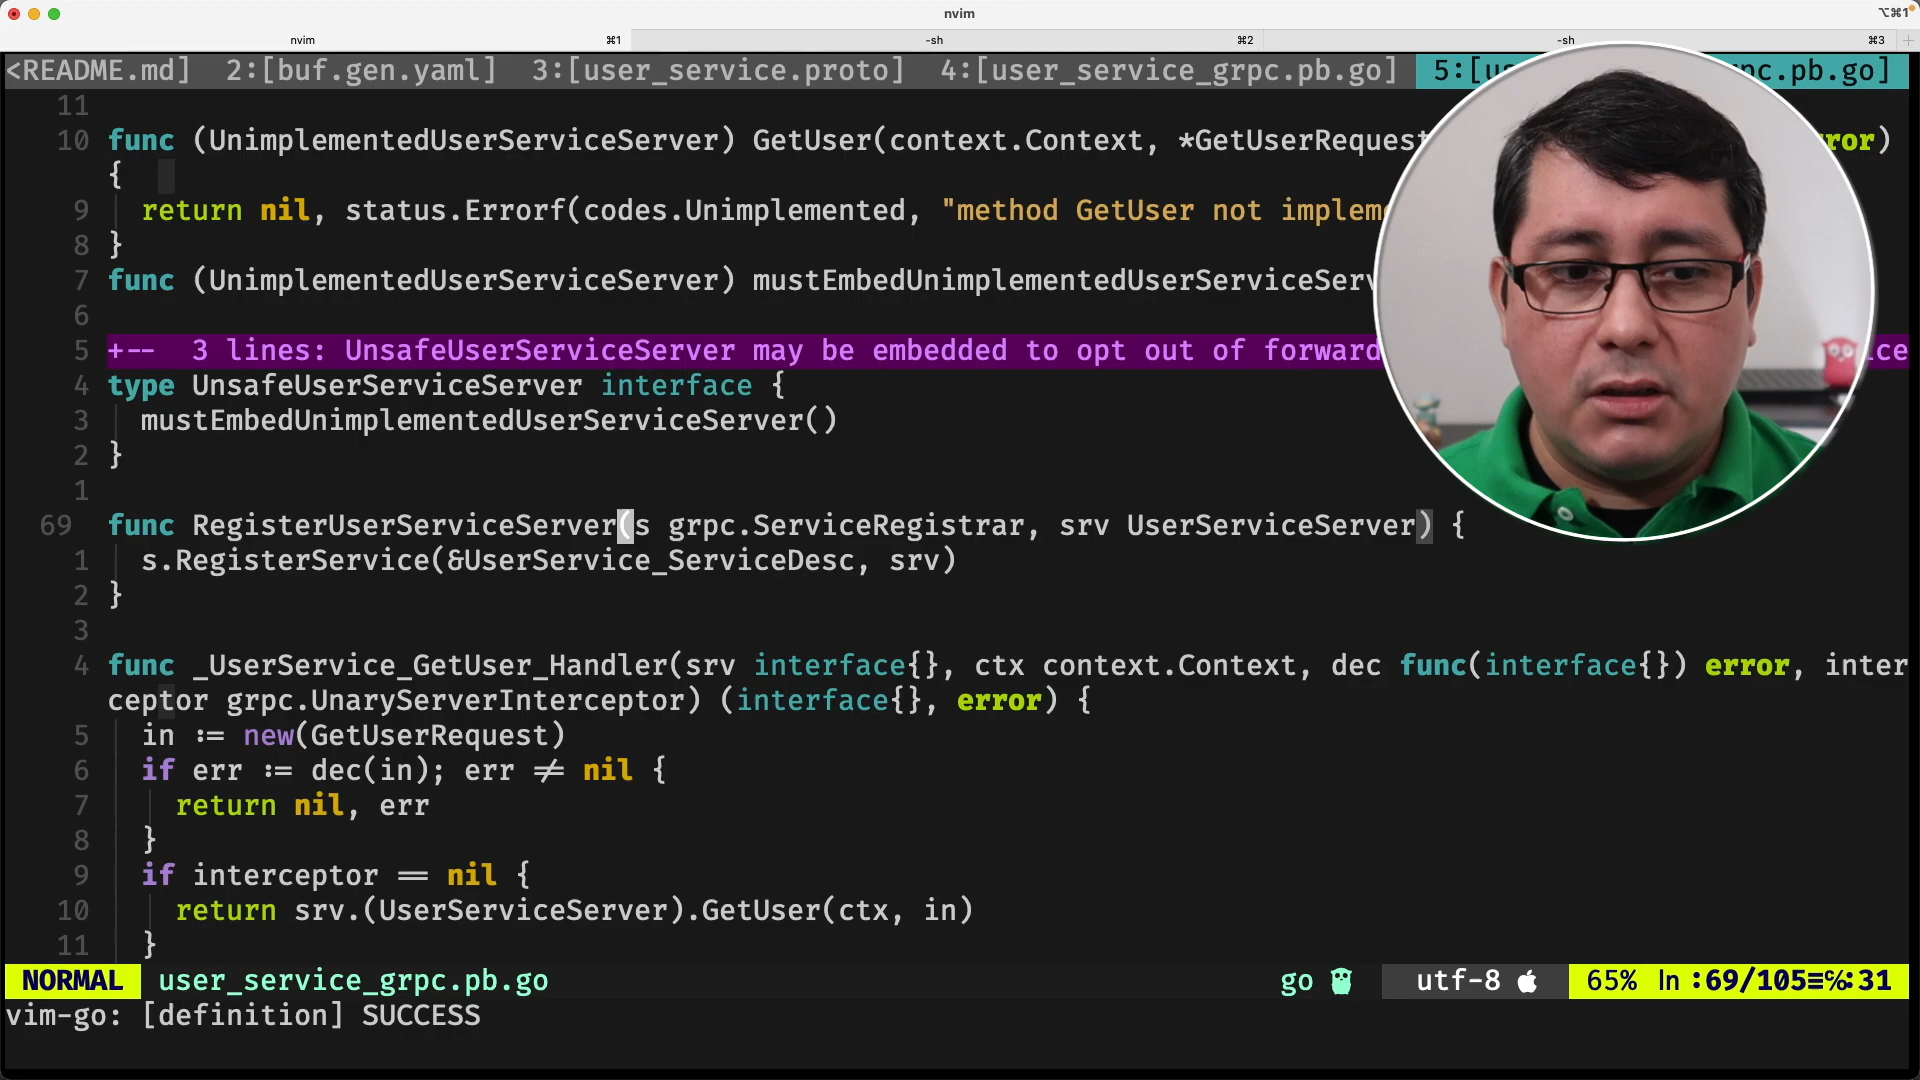 nvim
⌥⌘1
nvim ⌘1 -sh ⌘2 -sh ⌘3 +
<README.md] 2:[buf.gen.yaml] 3:[user_service.proto] 4:[user_service_grpc.pb.go] 5:[us pc.pb.go]
11
10 func (UnimplementedUserServiceServer) GetUser(context.Context, *GetUserRequest ror)
{
9 return nil, status.Errorf(codes.Unimplemented, "method GetUser not impleme
8 }
7 func (UnimplementedUserServiceServer) mustEmbedUnimplementedUserServiceServ
6
5 +-- 3 lines: UnsafeUserServiceServer may be embedded to opt out of forward ice
4 type UnsafeUserServiceServer interface {
3 mustEmbedUnimplementedUserServiceServer()
2 }
1
69 func RegisterUserServiceServer(s grpc.ServiceRegistrar, srv UserServiceServer) {
1 s.RegisterService(&UserService_ServiceDesc, srv)
2 }
3
4 func _UserService_GetUser_Handler(srv interface{}, ctx context.Context, dec func(interface{}) error, inter
ceptor grpc.UnaryServerInterceptor) (interface{}, error) {
5 in := new(GetUserRequest)
6 if err := dec(in); err ≠ nil {
7 return nil, err
8 }
9 if interceptor == nil {
10 return srv.(UserServiceServer).GetUser(ctx, in)
11 }
NORMAL user_service_grpc.pb.go go utf-8 65% ln :69/105≡℅:31
vim-go: [definition] SUCCESS